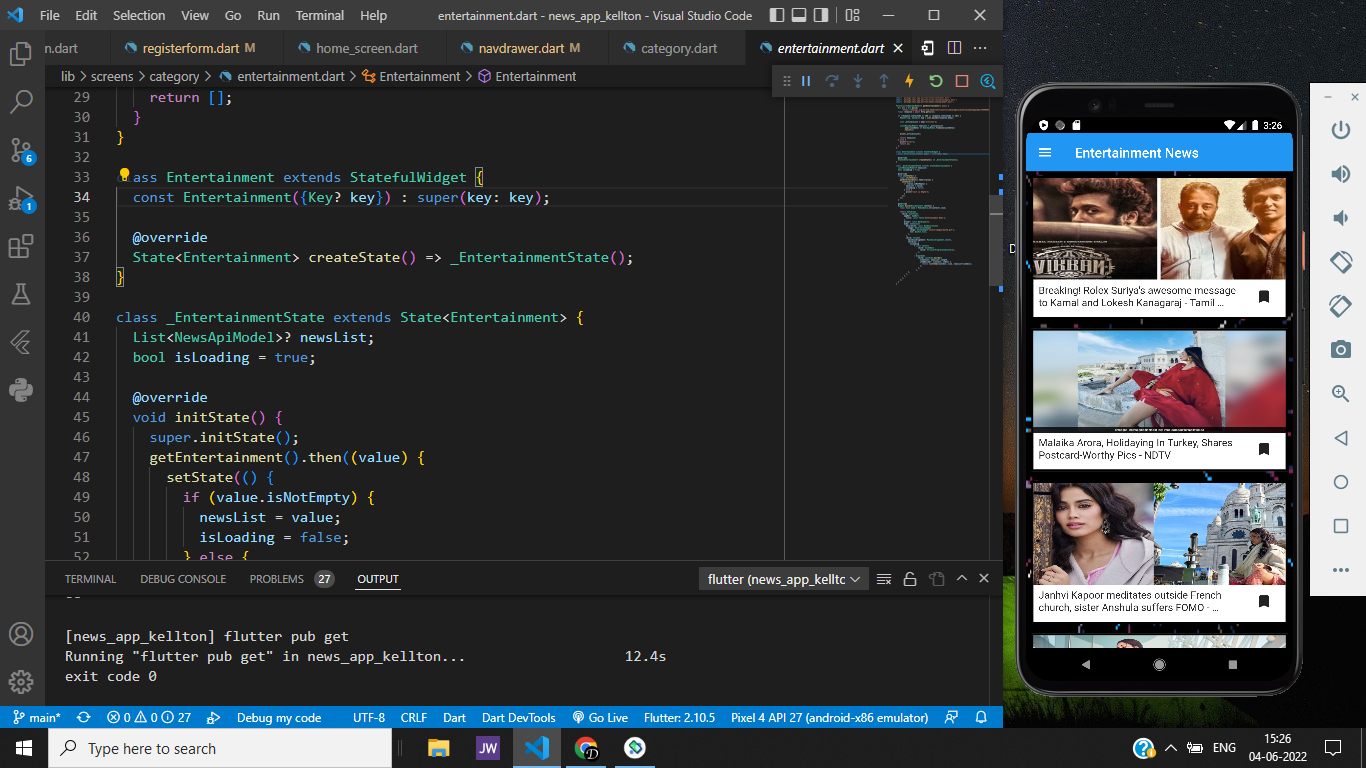 File Edit Selection View Go Run Terminal Help
entertainment.dart - news_app_kellton - Visual Studio Code
n.dart registerform.dart M home_screen.dart navdrawer.dart M category.dart entertainment.dart
lib > screens > category > entertainment.dart > Entertainment > Entertainment
29 return [];
30 }
31 }
32
33 ass Entertainment extends StatefulWidget {
34 const Entertainment({Key? key}) : super(key: key);
35
36 @override
37 State<Entertainment> createState() => _EntertainmentState();
38 }
39
40 class _EntertainmentState extends State<Entertainment> {
41 List<NewsApiModel>? newsList;
42 bool isLoading = true;
43
44 @override
45 void initState() {
46 super.initState();
47 getEntertainment().then((value) {
48 setState(() {
49 if (value.isNotEmpty) {
50 newsList = value;
51 isLoading = false;
52 } else {
TERMINAL DEBUG CONSOLE PROBLEMS 27 OUTPUT
flutter (news_app_kelltc
[news_app_kellton] flutter pub get
Running "flutter pub get" in news_app_kellton... 12.4s
exit code 0
6
1
main* 0 0 27 Debug my code UTF-8 CRLF Dart Dart DevTools Go Live Flutter: 2.10.5 Pixel 4 API 27 (android-x86 emulator)
Type here to search
JW
ENG
15:26
04-06-2022
3:26
Entertainment News
VIKRAM
Breaking! Rolex Suriya's awesome message
to Kamal and Lokesh Kanagaraj - Tamil ...
Malaika Arora, Holidaying In Turkey, Shares
Postcard-Worthy Pics - NDTV
Janhvi Kapoor meditates outside French
church, sister Anshula suffers FOMO - ...
D